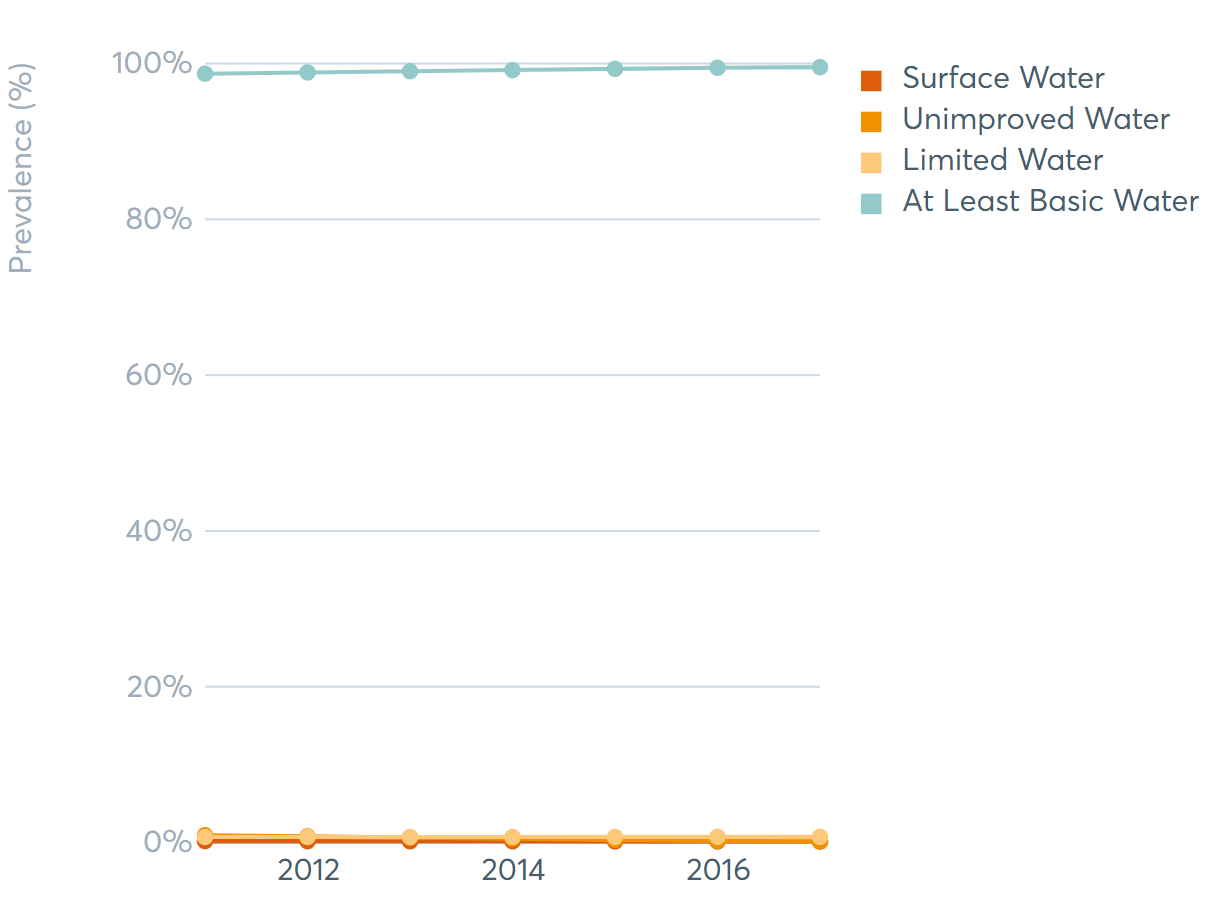 Prevalence (%)
100%
80%
60%
40%
20%
0%
2012
2014
2016
Surface Water
Unimproved Water
Limited Water
At Least Basic Water